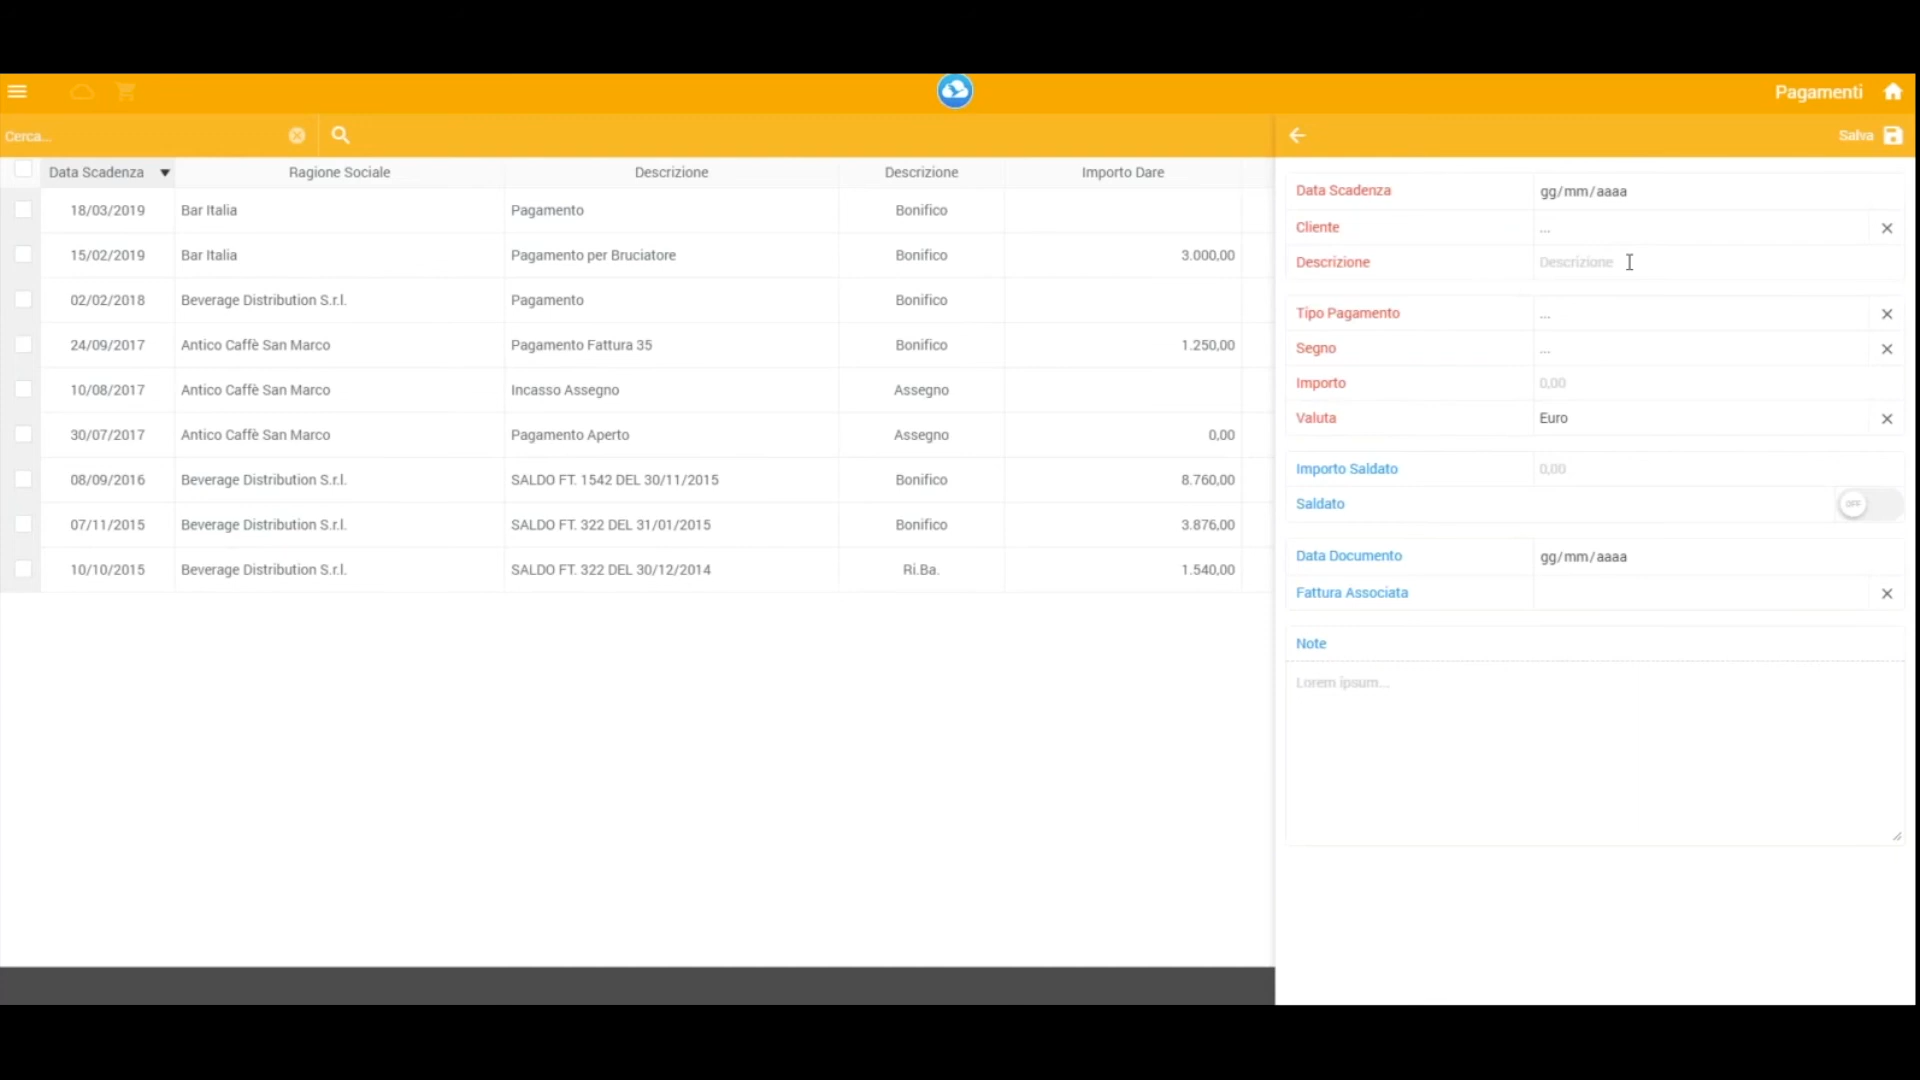 Pagamenti
Cerca...
Salva
Data Scadenza ▼ Ragione Sociale Descrizione Descrizione Importo Dare
18/03/2019 Bar Italia Pagamento Bonifico
15/02/2019 Bar Italia Pagamento per Bruciatore Bonifico 3.000,00
02/02/2018 Beverage Distribution S.r.l. Pagamento Bonifico
24/09/2017 Antico Caffè San Marco Pagamento Fattura 35 Bonifico 1.250,00
10/08/2017 Antico Caffè San Marco Incasso Assegno Assegno
30/07/2017 Antico Caffè San Marco Pagamento Aperto Assegno 0,00
08/09/2016 Beverage Distribution S.r.l. SALDO FT. 1542 DEL 30/11/2015 Bonifico 8.760,00
07/11/2015 Beverage Distribution S.r.l. SALDO FT. 322 DEL 31/01/2015 Bonifico 3.876,00
10/10/2015 Beverage Distribution S.r.l. SALDO FT. 322 DEL 30/12/2014 Ri.Ba. 1.540,00
Data Scadenza gg/mm/aaaa
Cliente ...
Descrizione Descrizione
Tipo Pagamento ...
Segno ...
Importo 0,00
Valuta Euro
Importo Saldato 0,00
Saldato OFF
Data Documento gg/mm/aaaa
Fattura Associata
Note
Lorem ipsum...